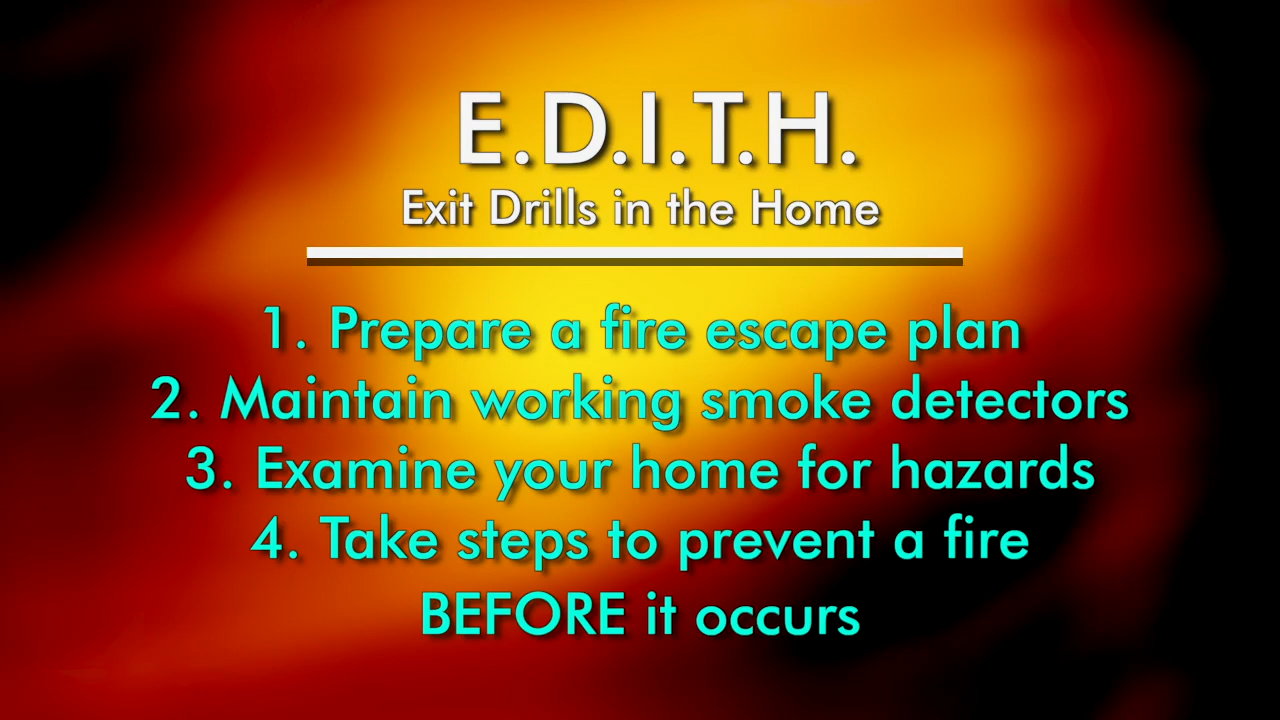 E.D.I.T.H.
Exit Drills in the Home
1. Prepare a fire escape plan
2. Maintain working smoke detectors
3. Examine your home for hazards
4. Take steps to prevent a fire
BEFORE it occurs